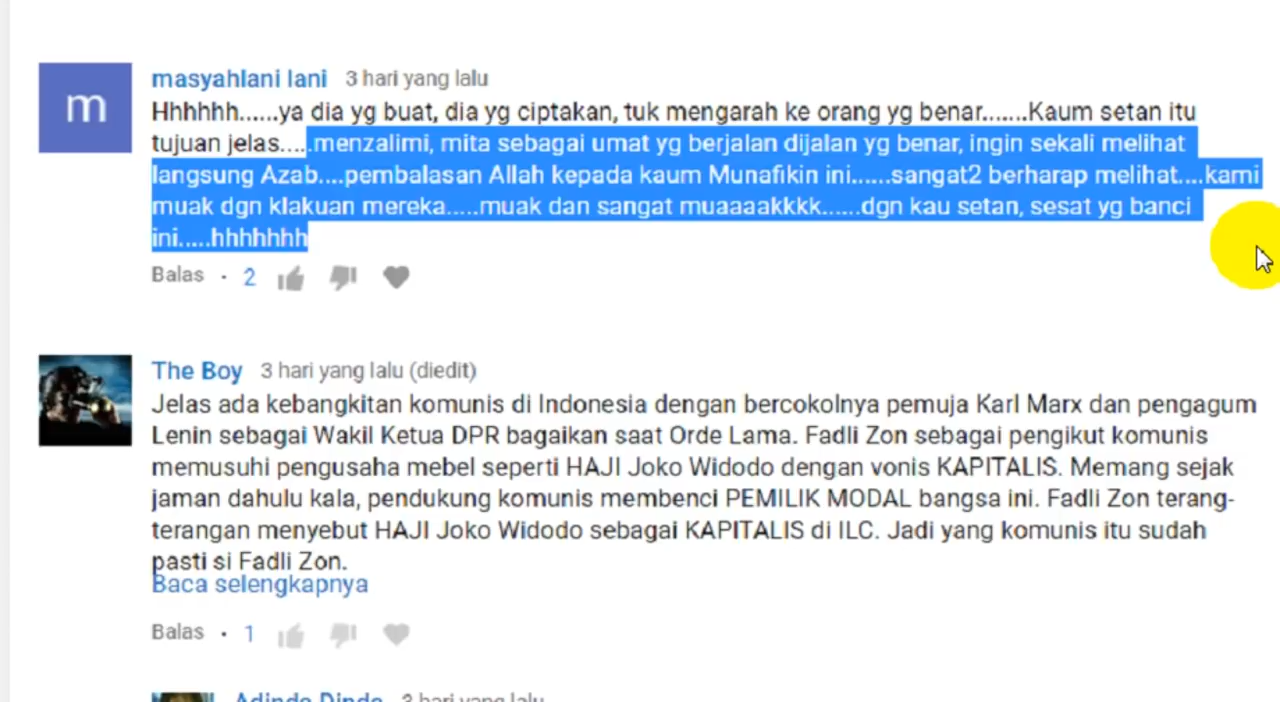 m
masyahlani lani 3 hari yang lalu
Hhhhhh......ya dia yg buat, dia yg ciptakan, tuk mengarah ke orang yg benar.......Kaum setan itu
tujuan jelas.....menzalimi, mita sebagai umat yg berjalan dijalan yg benar, ingin sekali melihat
langsung Azab....pembalasan Allah kepada kaum Munafikin ini......sangat2 berharap melihat....kami
muak dgn klakuan mereka.....muak dan sangat muaaaakkkk......dgn kau setan, sesat yg banci
ini.....hhhhhhh
Balas · 2
The Boy 3 hari yang lalu (diedit)
Jelas ada kebangkitan komunis di Indonesia dengan bercokolnya pemuja Karl Marx dan pengagum
Lenin sebagai Wakil Ketua DPR bagaikan saat Orde Lama. Fadli Zon sebagai pengikut komunis
memusuhi pengusaha mebel seperti HAJI Joko Widodo dengan vonis KAPITALIS. Memang sejak
jaman dahulu kala, pendukung komunis membenci PEMILIK MODAL bangsa ini. Fadli Zon terang-
terangan menyebut HAJI Joko Widodo sebagai KAPITALIS di ILC. Jadi yang komunis itu sudah
pasti si Fadli Zon.
Baca selengkapnya
Balas · 1
Adinda Dinda 3 hari yang lalu